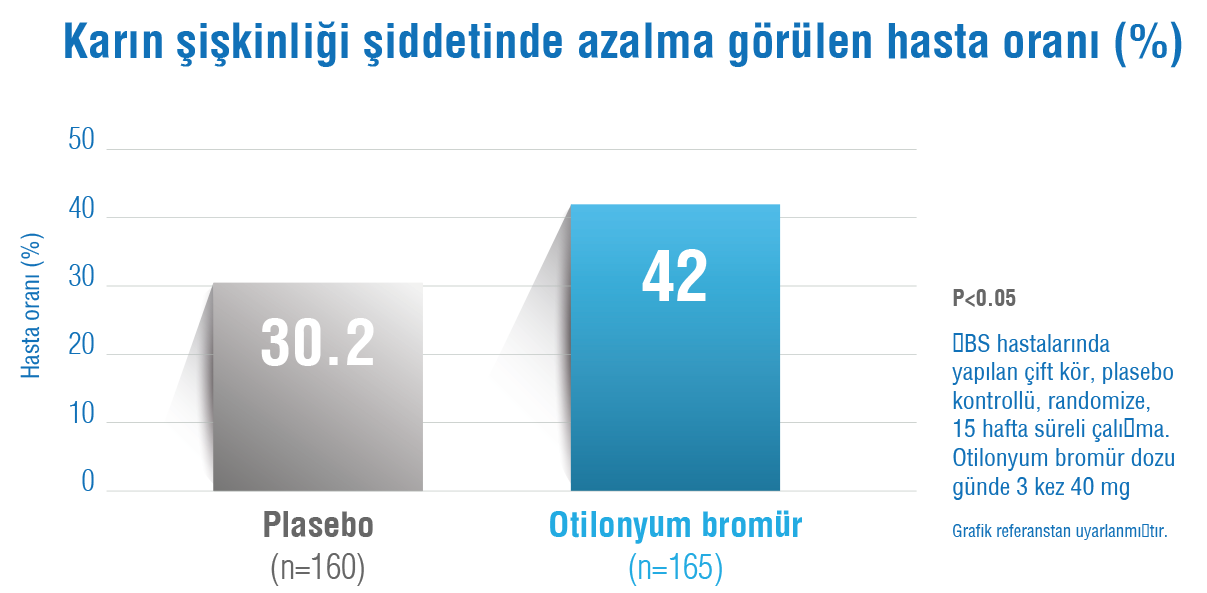 Karın şişkinliği şiddetinde azalma görülen hasta oranı (%)
50
40
30
20
10
0
Hasta oranı (%)
30.2
42
Plasebo
(n=160)
Otilonyum bromür
(n=165)
P<0.05
▯BS hastalarında
yapılan çift kör, plasebo
kontrollü, randomize,
15 hafta süreli çalı▯ma.
Otilonyum bromür dozu
günde 3 kez 40 mg
Grafik referanstan uyarlanmı▯tır.